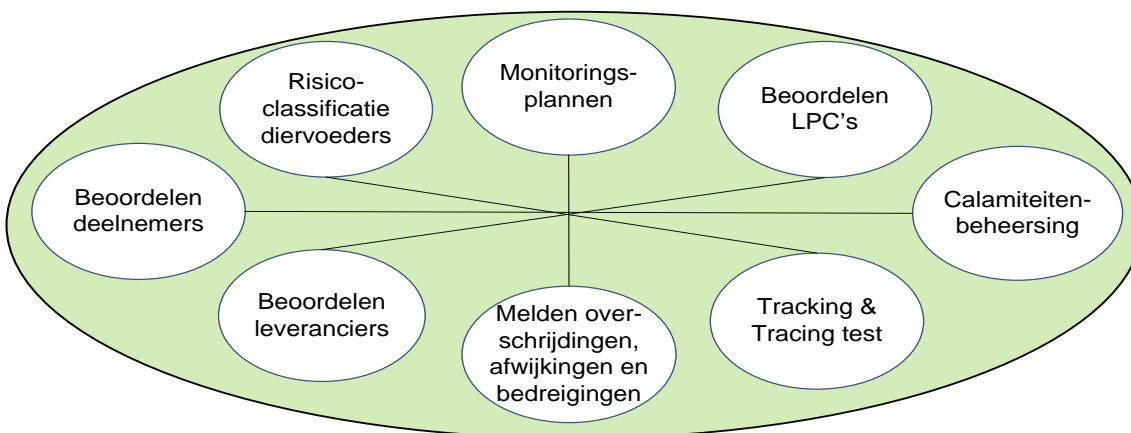 Risico-
classificatie
diervoeders
Monitorings-
plannen
Beoordelen
LPC's
Beoordelen
deelnemers
Calamiteiten-
beheersing
Beoordelen
leveranciers
Melden over-
schrijdingen,
afwijkingen en
bedreigingen
Tracking &
Tracing test